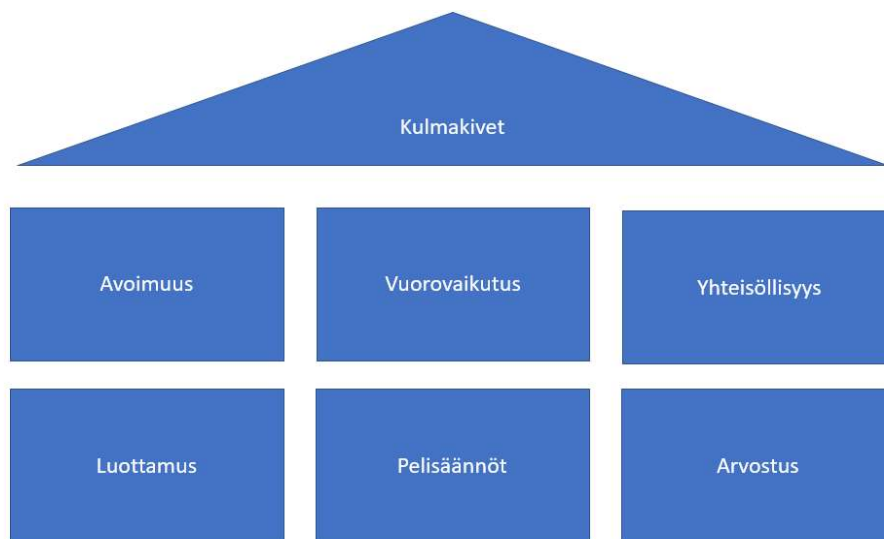 Kulmakivet
Avoimuus
Vuorovaikutus
Yhteisöllisyys
Luottamus
Pelisäännöt
Arvostus